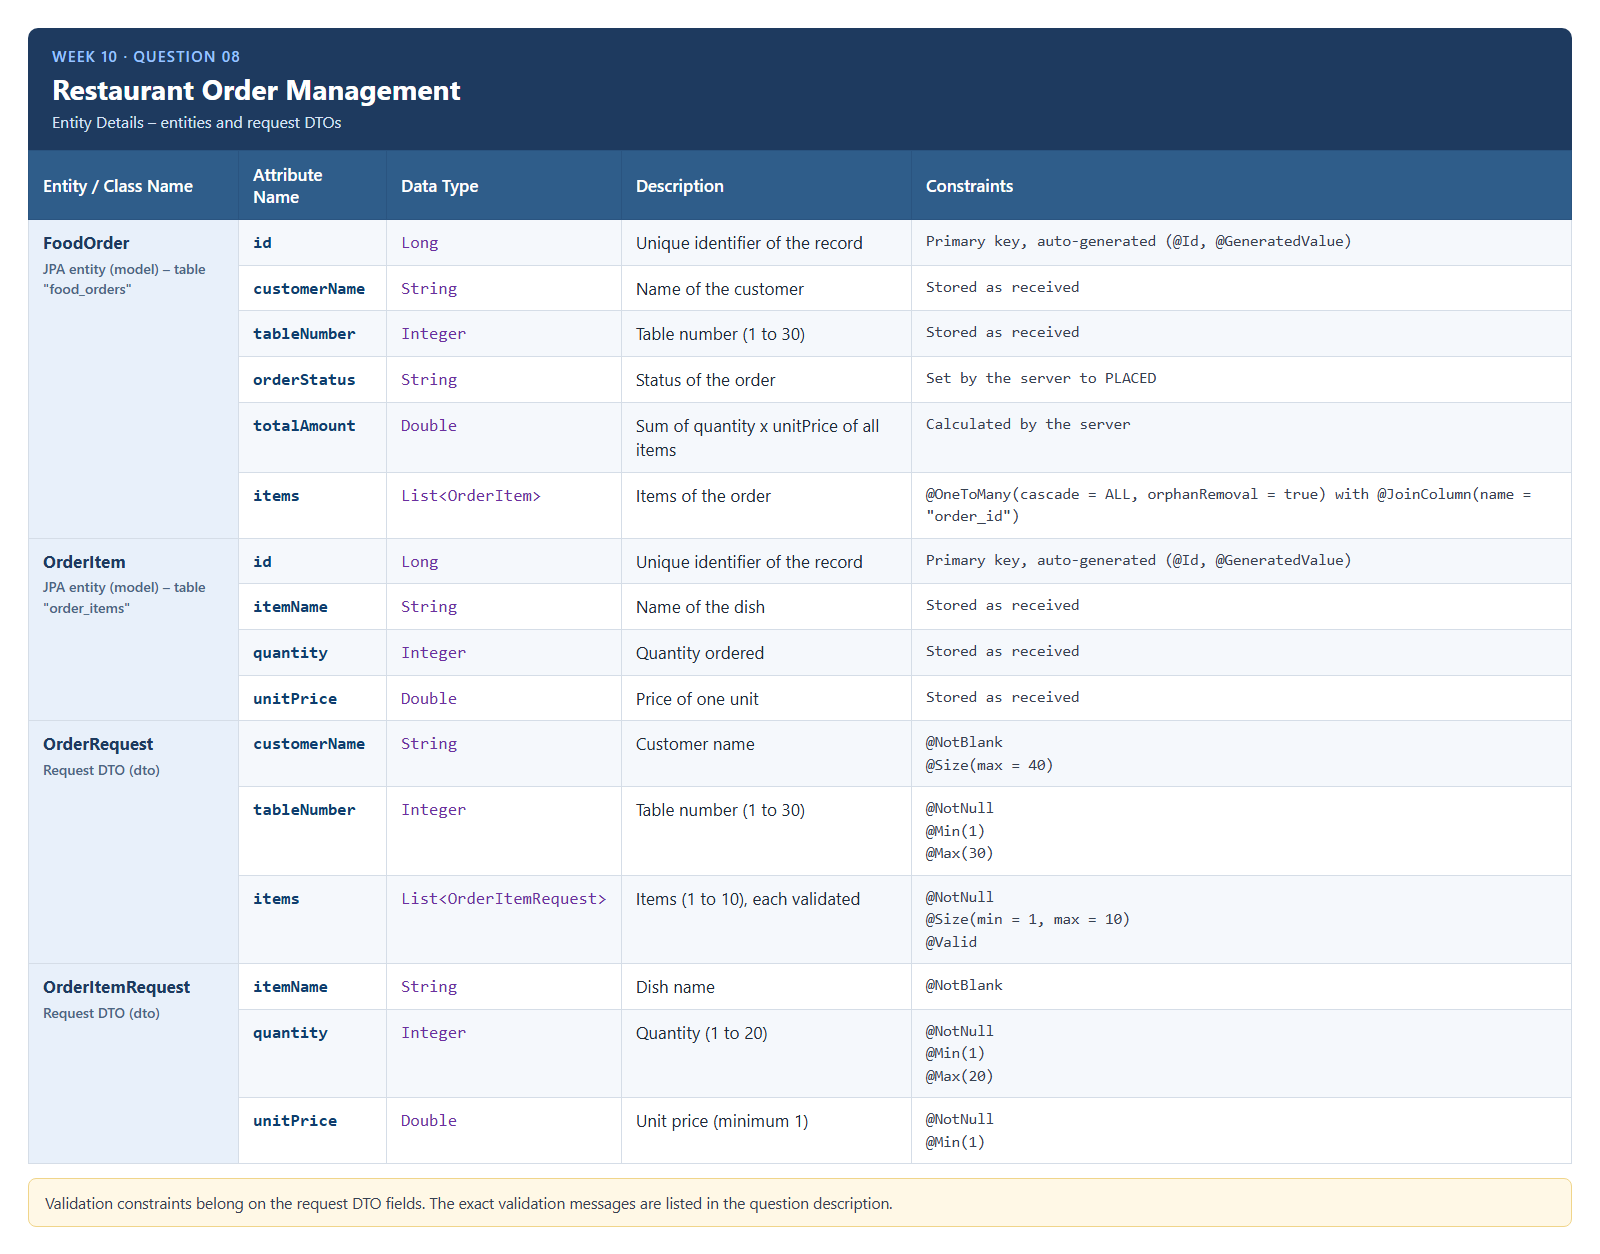 WEEK 10 · QUESTION 08
Restaurant Order Management
Entity Details – entities and request DTOs
Entity / Class Name
Attribute
Name
Data Type
Description
Constraints
FoodOrder
JPA entity (model) – table
"food_orders"
id
Long
Unique identifier of the record
Primary key, auto-generated (@Id, @GeneratedValue)
customerName
String
Name of the customer
Stored as received
tableNumber
Integer
Table number (1 to 30)
Stored as received
orderStatus
String
Status of the order
Set by the server to PLACED
totalAmount
Double
Sum of quantity x unitPrice of all
items
Calculated by the server
items
List<OrderItem>
Items of the order
@OneToMany(cascade = ALL, orphanRemoval = true) with @JoinColumn(name =
"order_id")
OrderItem
JPA entity (model) – table
"order_items"
id
Long
Unique identifier of the record
Primary key, auto-generated (@Id, @GeneratedValue)
itemName
String
Name of the dish
Stored as received
quantity
Integer
Quantity ordered
Stored as received
unitPrice
Double
Price of one unit
Stored as received
OrderRequest
Request DTO (dto)
customerName
String
Customer name
@NotBlank
@Size(max = 40)
tableNumber
Integer
Table number (1 to 30)
@NotNull
@Min(1)
@Max(30)
items
List<OrderItemRequest>
Items (1 to 10), each validated
@NotNull
@Size(min = 1, max = 10)
@Valid
OrderItemRequest
Request DTO (dto)
itemName
String
Dish name
@NotBlank
quantity
Integer
Quantity (1 to 20)
@NotNull
@Min(1)
@Max(20)
unitPrice
Double
Unit price (minimum 1)
@NotNull
@Min(1)
Validation constraints belong on the request DTO fields. The exact validation messages are listed in the question description.